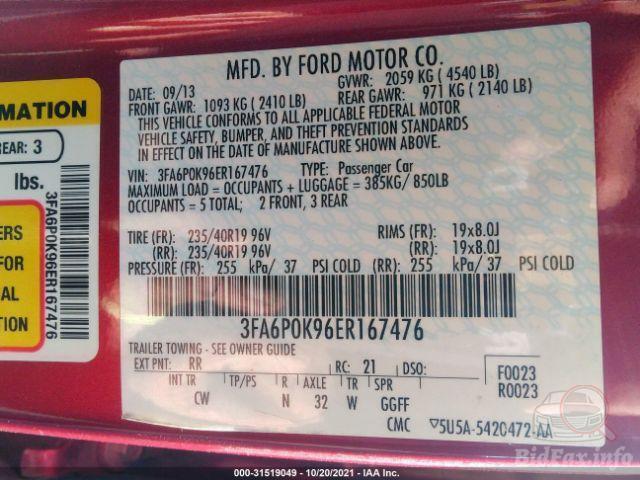 MFD. BY FORD MOTOR CO.
DATE: 09/13 GVWR: 2059 KG ( 4540 LB)
FRONT GAWR: 1093 KG ( 2410 LB) REAR GAWR: 971 KG ( 2140 LB)
THIS VEHICLE CONFORMS TO ALL APPLICABLE FEDERAL MOTOR
VEHICLE SAFETY, BUMPER, AND THEFT PREVENTION STANDARDS
IN EFFECT ON THE DATE OF MANUFACTURE SHOWN ABOVE.
VIN: 3FA6P0K96ER167476 TYPE: Passenger Car
MAXIMUM LOAD = OCCUPANTS + LUGGAGE = 385KG/ 850LB
OCCUPANTS = 5 TOTAL: 2 FRONT, 3 REAR
TIRE (FR): 235/40R19 96V RIMS (FR): 19x8.0J
(RR): 235/40R19 96V (RR): 19x8.0J
PRESSURE (FR): 255 kPa/ 37 PSI COLD (RR): 255 kPa/ 37 PSI COLD
3FA6P0K96ER167476
TRAILER TOWING - SEE OWNER GUIDE
EXT PNT: RR RC: 21 DSO:
F0023
R0023
INT TR TP/PS R AXLE TR SPR
CW N 32 W GGFF
CMC ▽5U5A-5420472-AA
RMATION
REAR: 3
lbs.
ERS
FOR
AL
S
3FA6P0K96ER167476
BidFax.info
000-31519049 - 10/20/2021 - IAA Inc.